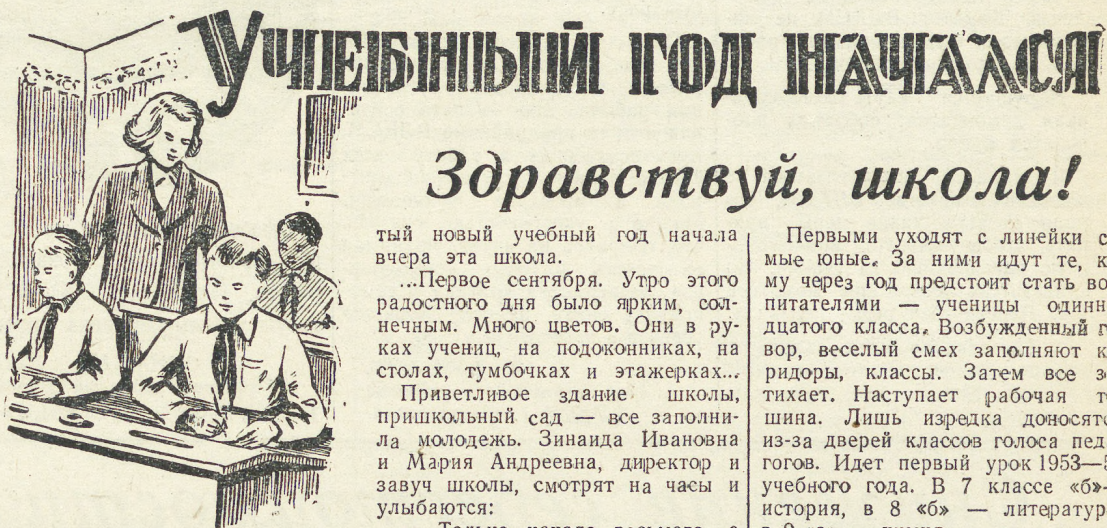 УЧЕБНЫЙ ГОД НАЧАЛСЯ
Здравствуй, школа!
тый новый учебный год начала
вчера эта школа.
...Первое сентября. Утро этого
радостного дня было ярким, сол-
нечным. Много цветов. Они в ру-
ках учениц, на подоконниках, на
столах, тумбочках и этажерках...
Приветливое здание школы,
пришкольный сад — все заполни-
ла молодежь. Зинаида Ивановна
и Мария Андреевна, директор и
завуч школы, смотрят на часы и
улыбаются:
Первыми уходят с линейки с
мые юные. За ними идут те, к
му через год предстоит стать во
питателями — ученицы одинн
дцатого класса. Возбужденный г
вор, веселый смех заполняют к
ридоры, классы. Затем все з
тихает. Наступает рабочая т
шина. Лишь изредка доносятс
из-за дверей классов голоса пед
гогов. Идет первый урок 1953—5
учебного года. В 7 классе «б»-
история, в 8 «б» — литератур